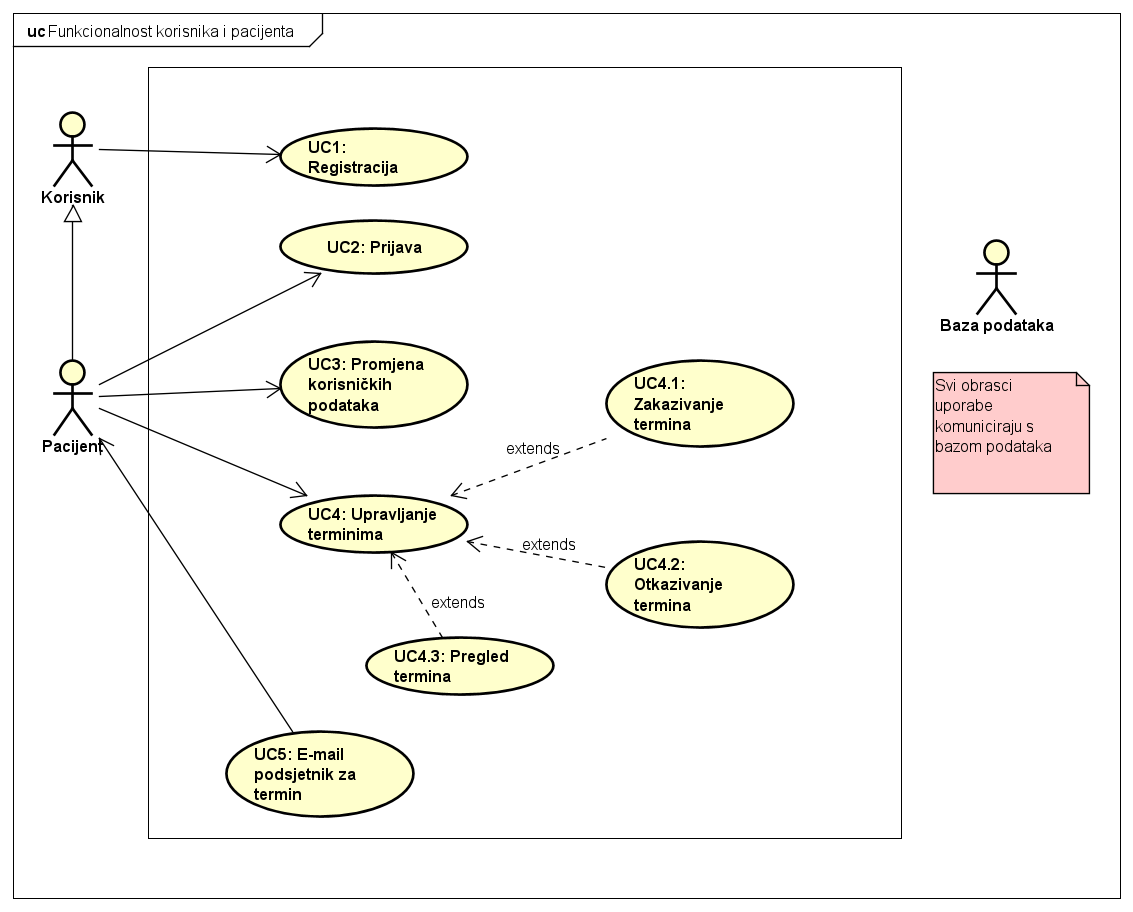 uc Funkcionalnost korisnika i pacijenta
Korisnik
UC1:
Registracija
UC2: Prijava
Baza podataka
Pacijent
UC3: Promjena
korisničkih
podataka
UC4.1:
Zakazivanje
termina
Svi obrasci
uporabe
komuniciraju s
bazom podataka
extends
UC4: Upravljanje
terminima
extends
UC4.2:
Otkazivanje
termina
extends
UC4.3: Pregled
termina
UC5: E-mail
podsjetnik za
termin